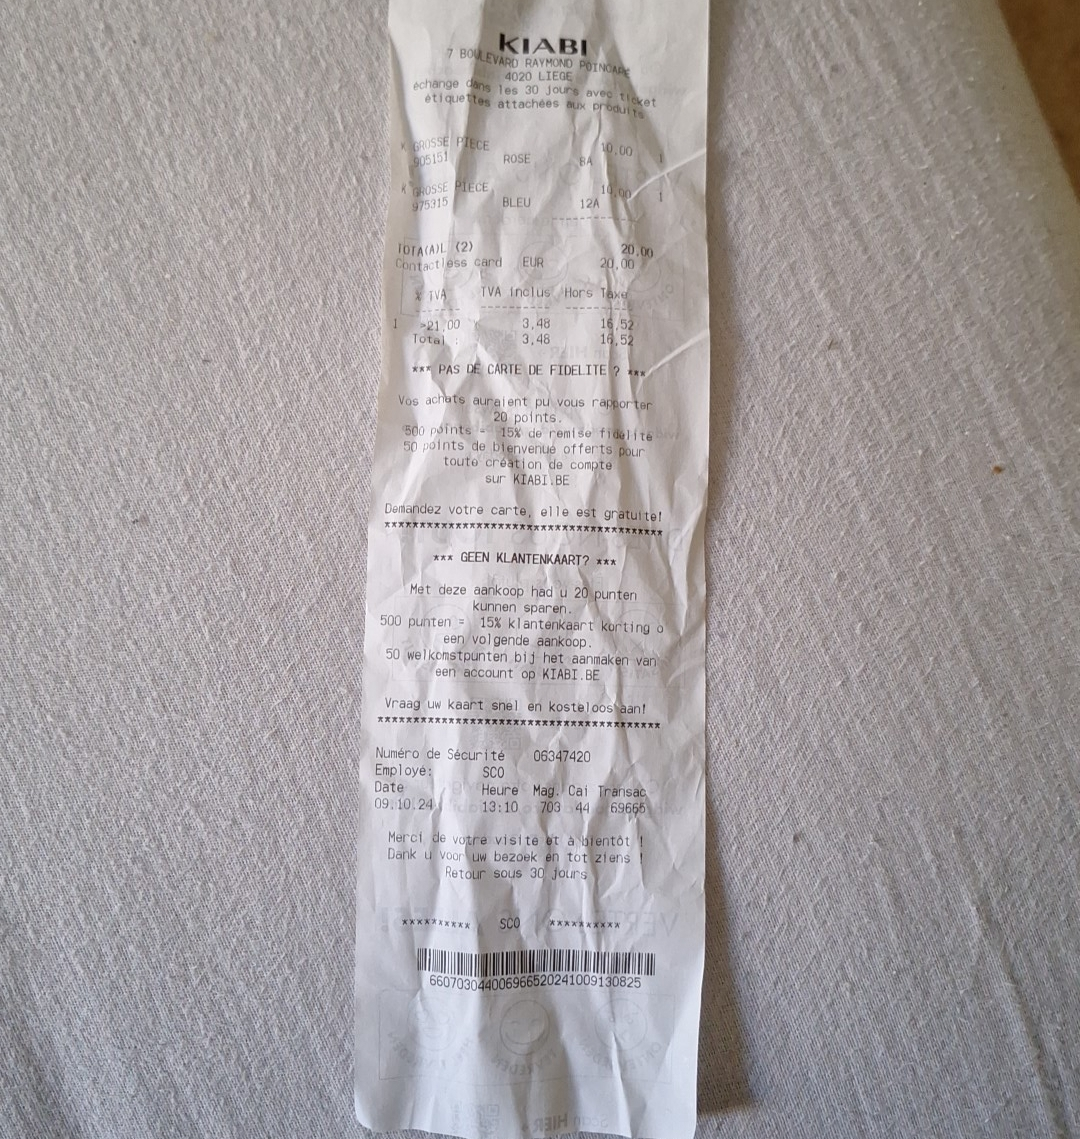 KIABI
7 BOULEVARD RAYMOND POINCARE
4020 LIEGE
échange dans les 30 jours avec ticket
étiquettes attachées aux produits
K GROSSE PIECE 10,00 1
905151 ROSE 8A
K GROSSE PIECE 10,00 1
975315 BLEU 12A
--------------
TOTA(A)L (2) 20,00
Contactless card EUR 20,00
% TVA TVA inclus Hors Taxe
1 >21,00 3,48 16,52
Total : 3,48 16,52
*** PAS DE CARTE DE FIDELITE ? ***
Vos achats auraient pu vous rapporter
20 points.
500 points = 15% de remise fidelité
50 points de bienvenue offerts pour
toute création de compte
sur KIABI.BE
Demandez votre carte, elle est gratuite!
***************************************
*** GEEN KLANTENKAART? ***
Met deze aankoop had u 20 punten
kunnen sparen.
500 punten = 15% klantenkaart korting o
een volgende aankoop.
50 welkomstpunten bij het aanmaken van
een account op KIABI.BE
Vraag uw kaart snel en kosteloos aan!
****************************************
Numéro de Sécurité 06347420
Employé: SCO
Date Heure Mag. Cai Transac
09.10.24 13:10 703 44 69665
Merci de votre visite et à bientôt !
Dank u voor uw bezoek en tot ziens !
Retour sous 30 jours
********** SCO **********
660703044006966520241009130825